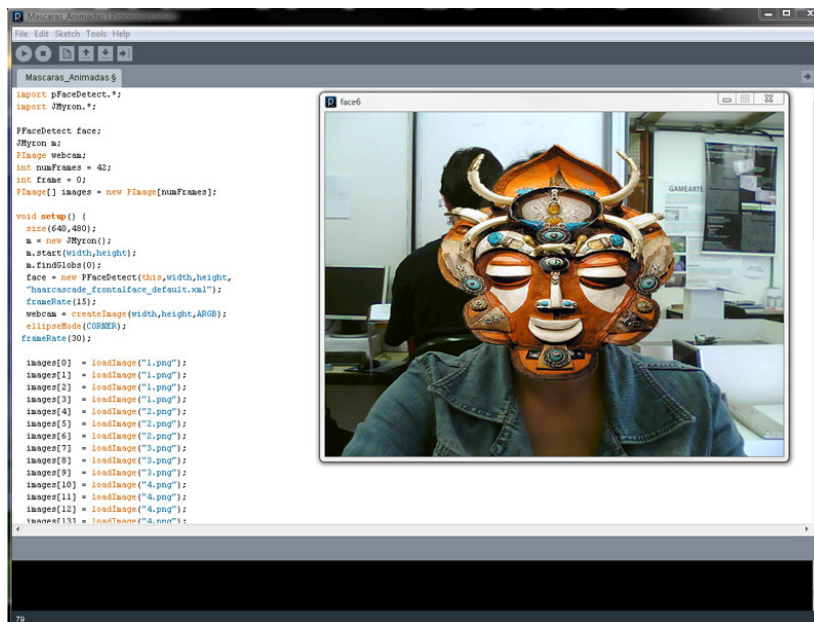 Mascaras_Animadas | Processing
File Edit Sketch Tools Help
Mascaras_Animadas §
import pFaceDetect.*;
import JMyron.*;
PFaceDetect face;
JMyron m;
PImage webcam;
int numFrames = 42;
int frame = 0;
PImage[] images = new PImage[numFrames];
void setup() {
size(640,480);
m = new JMyron();
m.start(width,height);
m.findGlobs(0);
face = new PFaceDetect(this,width,height,
"haarcascade_frontalface_default.xml");
frameRate(15);
webcam = createImage(width,height,ARGB);
ellipseMode(CORNER);
frameRate(30);
images[0] = loadImage("1.png");
images[1] = loadImage("1.png");
images[2] = loadImage("1.png");
images[3] = loadImage("1.png");
images[4] = loadImage("2.png");
images[5] = loadImage("2.png");
images[6] = loadImage("2.png");
images[7] = loadImage("3.png");
images[8] = loadImage("3.png");
images[9] = loadImage("3.png");
images[10] = loadImage("4.png");
images[11] = loadImage("4.png");
images[12] = loadImage("4.png");
images[13] = loadImage("4.png");
face6
GAMEARTE
79